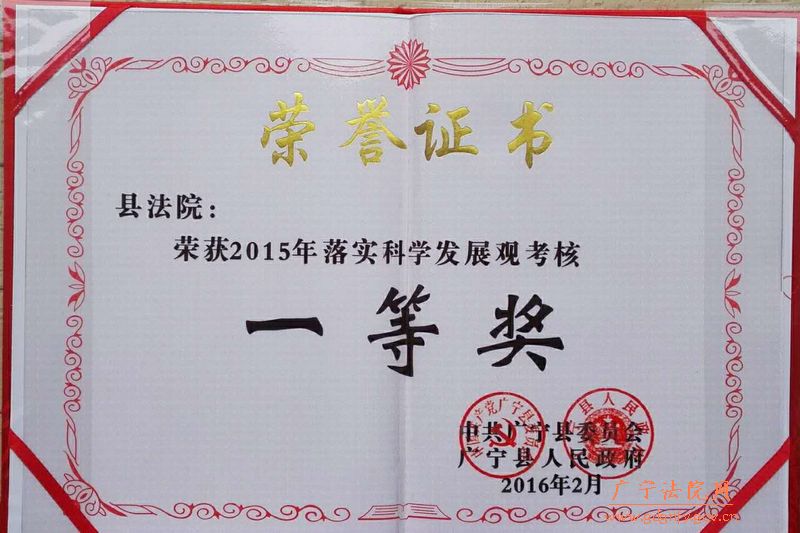 荣誉证书
县法院：
荣获2015年落实科学发展观考核
一等奖
中共广宁县委员会
广宁县人民政府
2016年2月
广宁法院网